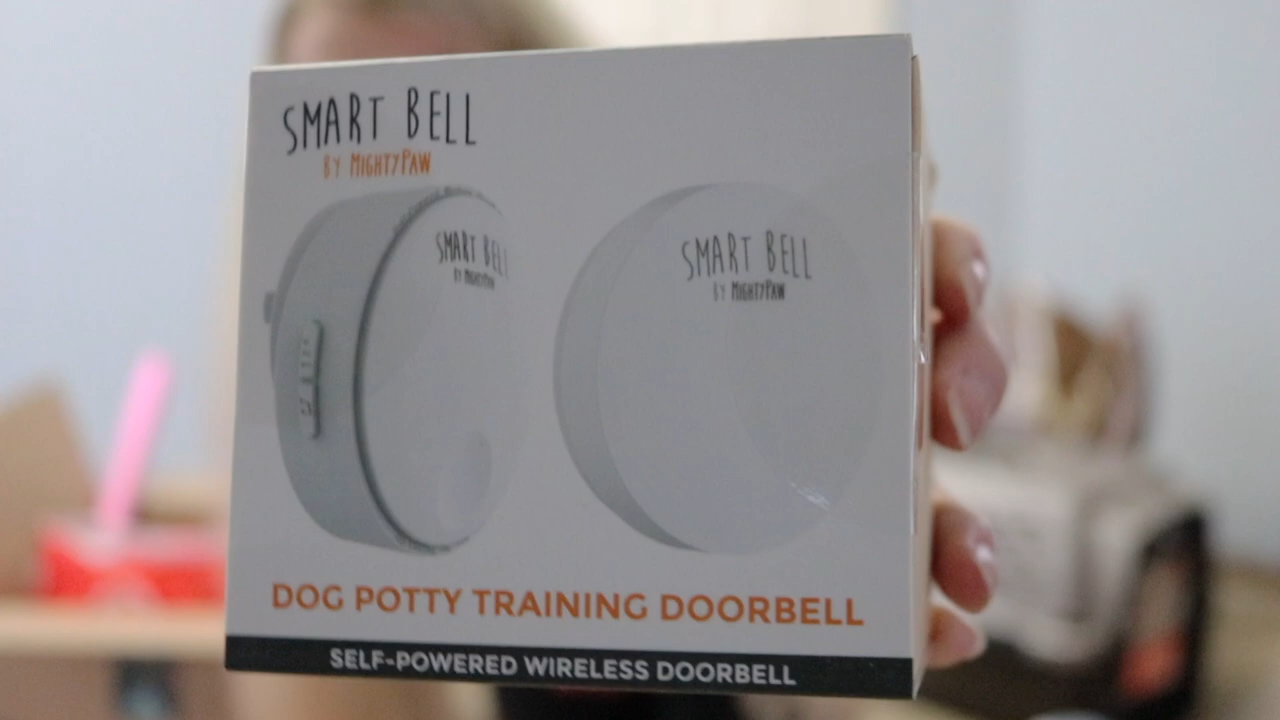 SMART BELL
BY MIGHTYPAW
SMART BELL
BY MIGHTYPAW
SMART BELL
BY MIGHTYPAW
DOG POTTY TRAINING DOORBELL
SELF-POWERED WIRELESS DOORBELL